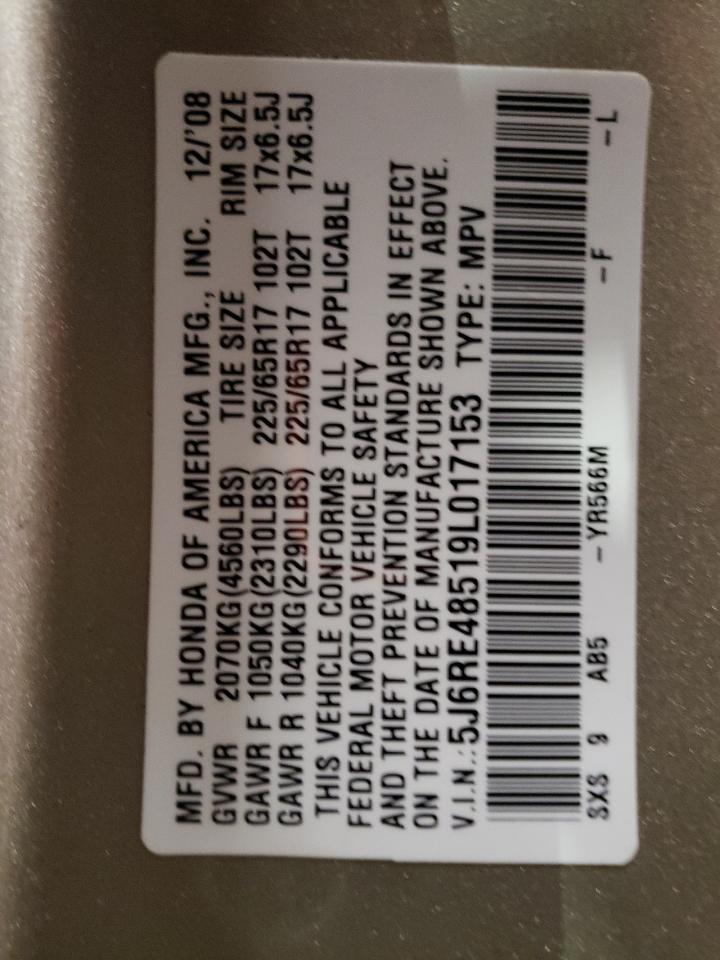 MFD. BY HONDA OF AMERICA MFG., INC. 12/'08
GVWR 2070KG(4560LBS) TIRE SIZE RIM SIZE
GAWR F 1050KG(2310LBS) 225/65R17 102T 17x6.5J
GAWR R 1040KG(2290LBS) 225/65R17 102T 17x6.5J
THIS VEHICLE CONFORMS TO ALL APPLICABLE
FEDERAL MOTOR VEHICLE SAFETY
AND THEFT PREVENTION STANDARDS IN EFFECT
ON THE DATE OF MANUFACTURE SHOWN ABOVE.
V.I.N.:5J6RE48519L017153 TYPE: MPV
SXS 9 AB5 -YR566M -F -L